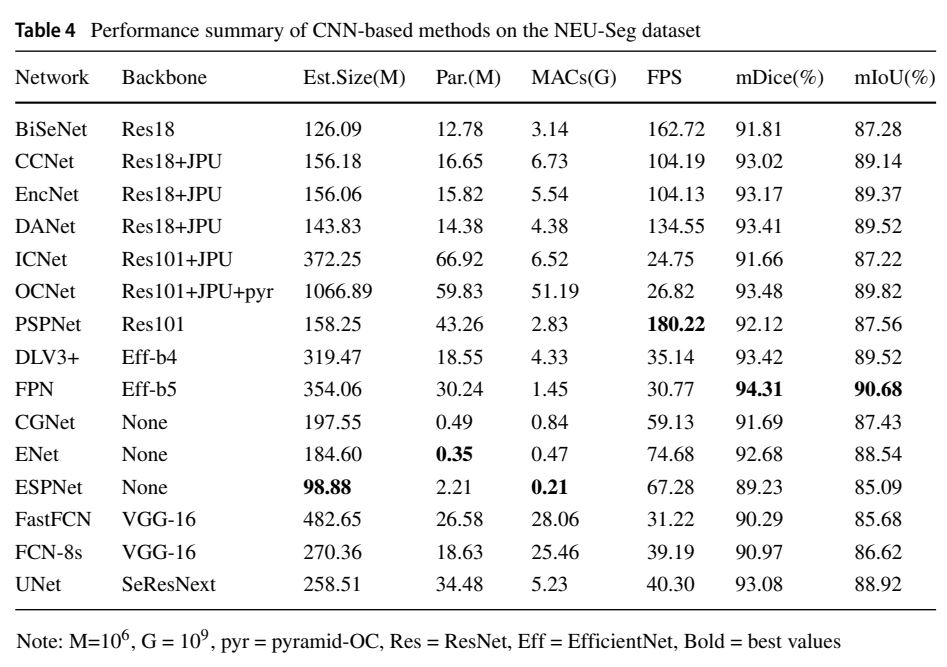 Table 4 Performance summary of CNN-based methods on the NEU-Seg dataset
Network Backbone Est.Size(M) Par.(M) MACs(G) FPS mDice(%) mIoU(%)
BiSeNet Res18 126.09 12.78 3.14 162.72 91.81 87.28
CCNet Res18+JPU 156.18 16.65 6.73 104.19 93.02 89.14
EncNet Res18+JPU 156.06 15.82 5.54 104.13 93.17 89.37
DANet Res18+JPU 143.83 14.38 4.38 134.55 93.41 89.52
ICNet Res101+JPU 372.25 66.92 6.52 24.75 91.66 87.22
OCNet Res101+JPU+pyr 1066.89 59.83 51.19 26.82 93.48 89.82
PSPNet Res101 158.25 43.26 2.83 180.22 92.12 87.56
DLV3+ Eff-b4 319.47 18.55 4.33 35.14 93.42 89.52
FPN Eff-b5 354.06 30.24 1.45 30.77 94.31 90.68
CGNet None 197.55 0.49 0.84 59.13 91.69 87.43
ENet None 184.60 0.35 0.47 74.68 92.68 88.54
ESPNet None 98.88 2.21 0.21 67.28 89.23 85.09
FastFCN VGG-16 482.65 26.58 28.06 31.22 90.29 85.68
FCN-8s VGG-16 270.36 18.63 25.46 39.19 90.97 86.62
UNet SeResNext 258.51 34.48 5.23 40.30 93.08 88.92
Note: M=10⁶, G = 10⁹, pyr = pyramid-OC, Res = ResNet, Eff = EfficientNet, Bold = best values